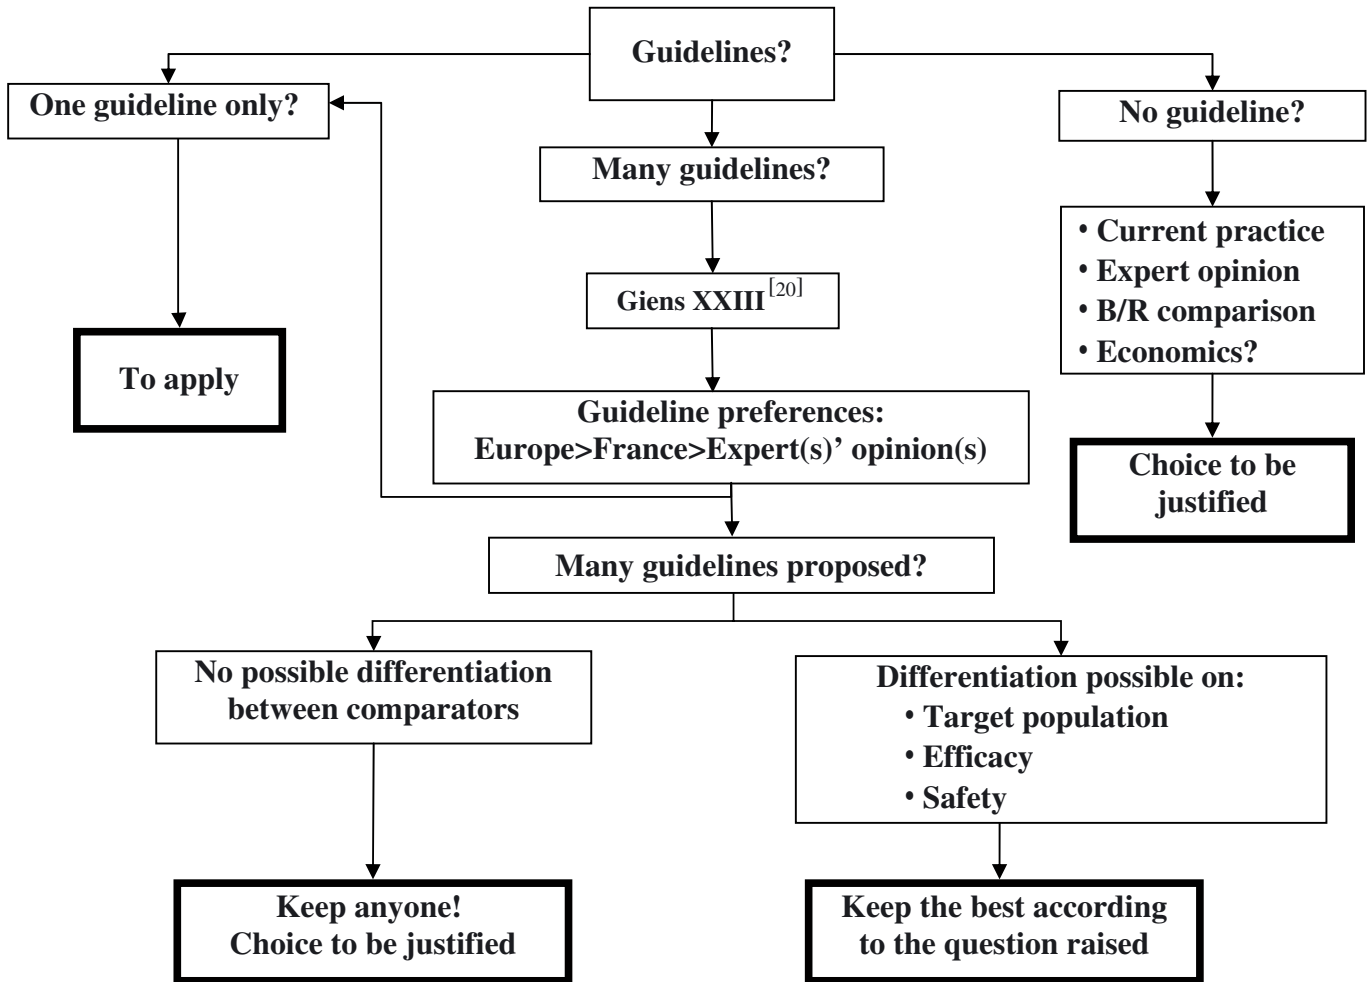 Guidelines?
One guideline only?
No guideline?
Many guidelines?
Giens XXIII[20]
• Current practice
• Expert opinion
• B/R comparison
• Economics?
To apply
Guideline preferences:
Europe>France>Expert(s)’ opinion(s)
Choice to be
justified
Many guidelines proposed?
No possible differentiation
between comparators
Differentiation possible on:
• Target population
• Efficacy
• Safety
Keep anyone!
Choice to be justified
Keep the best according
to the question raised